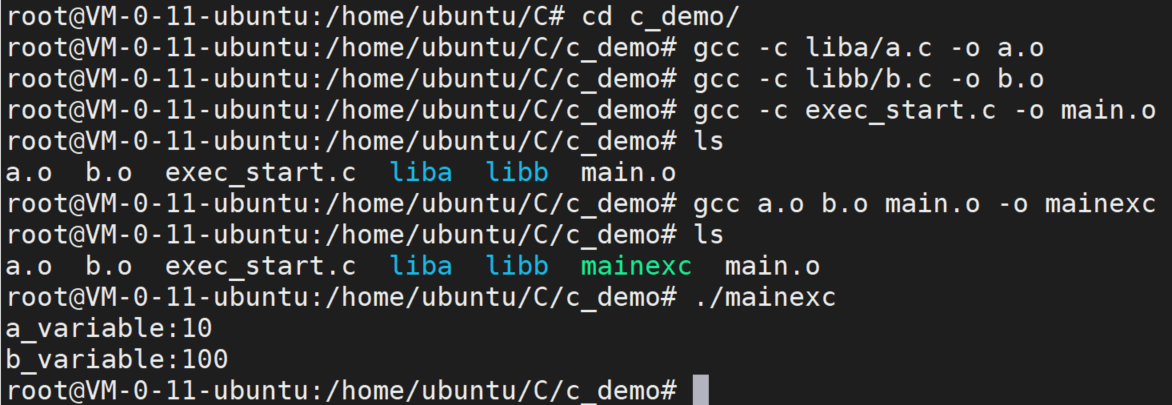 root@VM-0-11-ubuntu:/home/ubuntu/C# cd c_demo/
root@VM-0-11-ubuntu:/home/ubuntu/C/c_demo# gcc -c liba/a.c -o a.o
root@VM-0-11-ubuntu:/home/ubuntu/C/c_demo# gcc -c libb/b.c -o b.o
root@VM-0-11-ubuntu:/home/ubuntu/C/c_demo# gcc -c exec_start.c -o main.o
root@VM-0-11-ubuntu:/home/ubuntu/C/c_demo# ls
a.o  b.o  exec_start.c  liba  libb  main.o
root@VM-0-11-ubuntu:/home/ubuntu/C/c_demo# gcc a.o b.o main.o -o mainexc
root@VM-0-11-ubuntu:/home/ubuntu/C/c_demo# ls
a.o  b.o  exec_start.c  liba  libb  mainexc  main.o
root@VM-0-11-ubuntu:/home/ubuntu/C/c_demo# ./mainexc
a_variable:10
b_variable:100
root@VM-0-11-ubuntu:/home/ubuntu/C/c_demo#